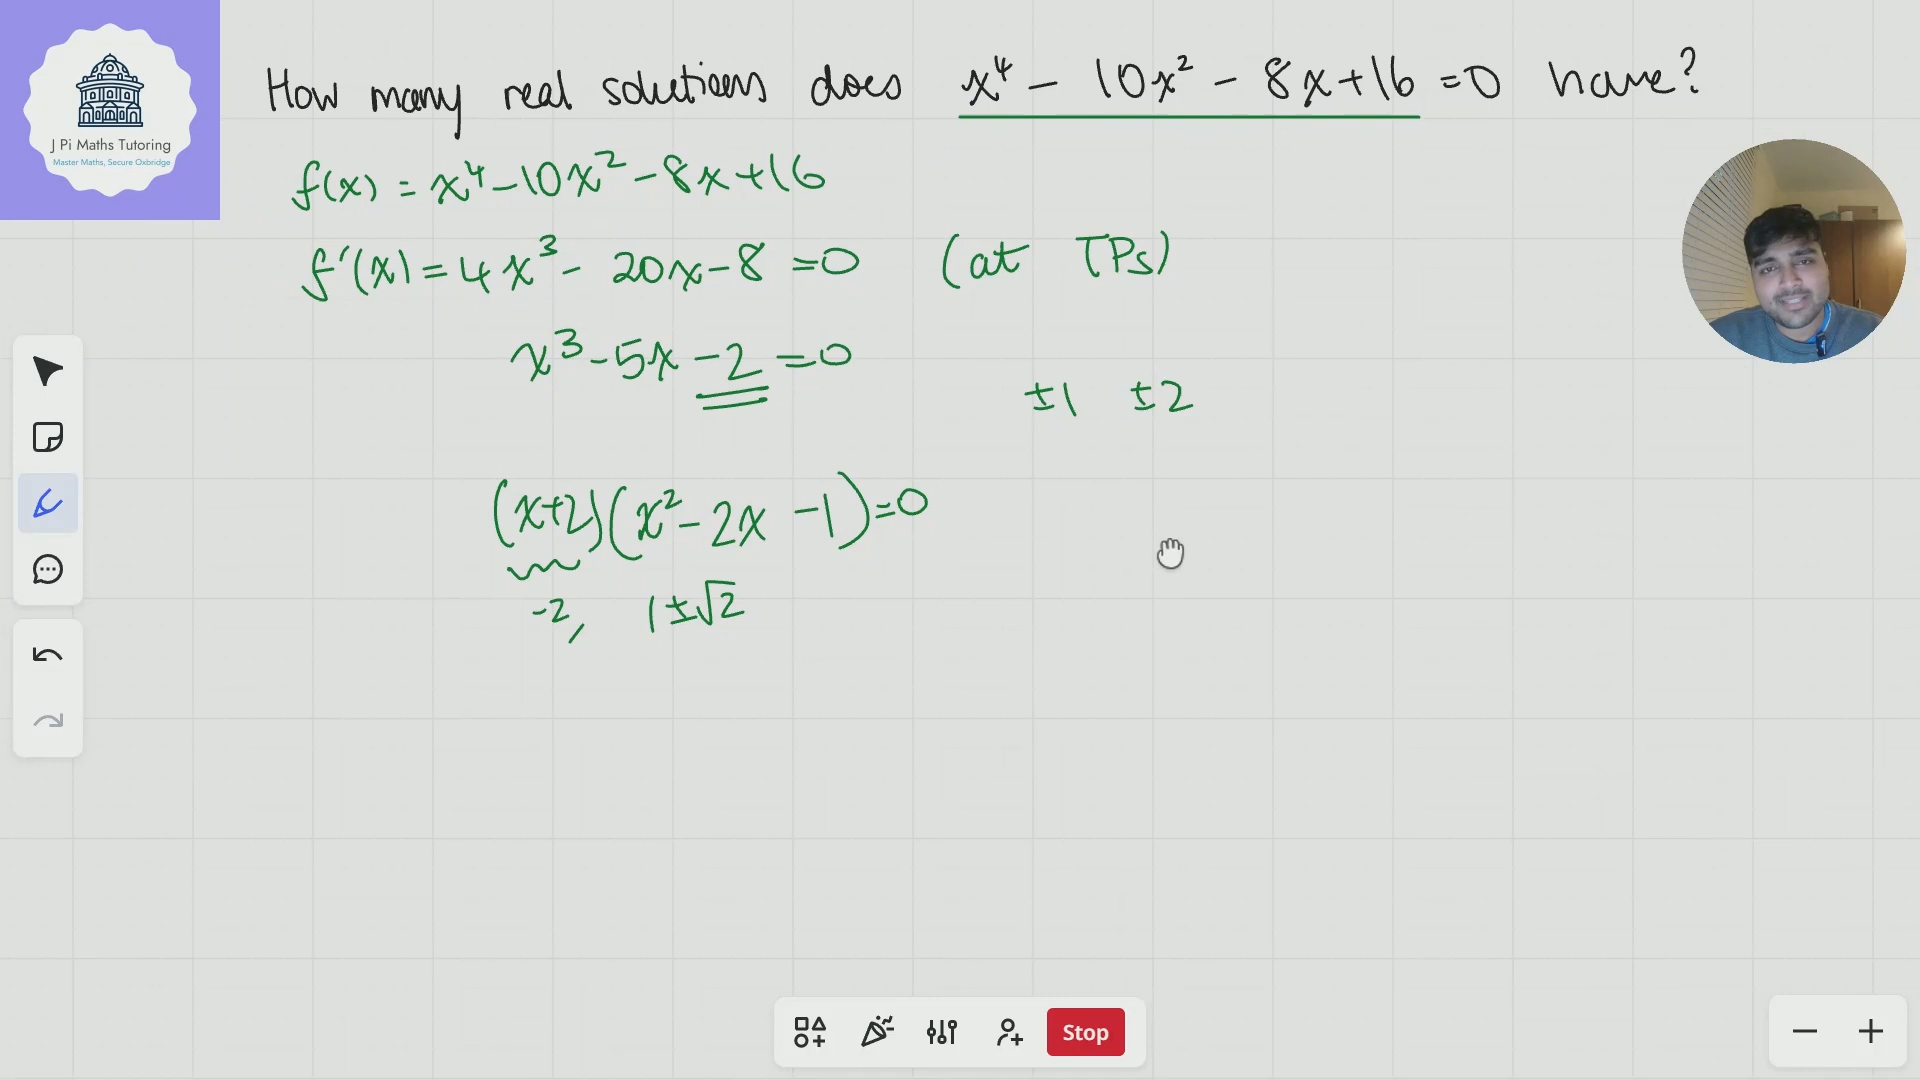 J Pi Maths Tutoring
Master Maths, Secure Oxbridge
How many real solutions does x⁴ - 10x² - 8x + 16 = 0 have?
f(x) = x⁴ - 10x² - 8x + 16
f'(x) = 4x³ - 20x - 8 = 0 (at TPs)
x³ - 5x - 2 = 0
±1 ±2
(x+2)(x² - 2x - 1) = 0
-2, 1 ± √2
Stop